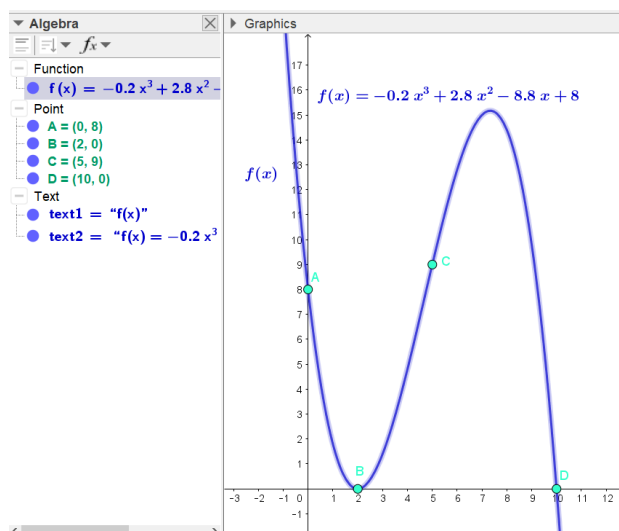 Algebra
Graphics
fx
Function
f(x) = −0.2 x³ + 2.8 x² −
Point
A = (0, 8)
B = (2, 0)
C = (5, 9)
D = (10, 0)
Text
text1 = “f(x)”
text2 = “f(x) = −0.2 x³
f(x) = −0.2 x³ + 2.8 x² − 8.8 x + 8
f(x)
A
C
B
D
17
16
15
14
13
12
11
10
9
8
7
6
5
4
3
2
1
−1
−3 −2 −1 0 1 2 3 4 5 6 7 8 9 10 11 12